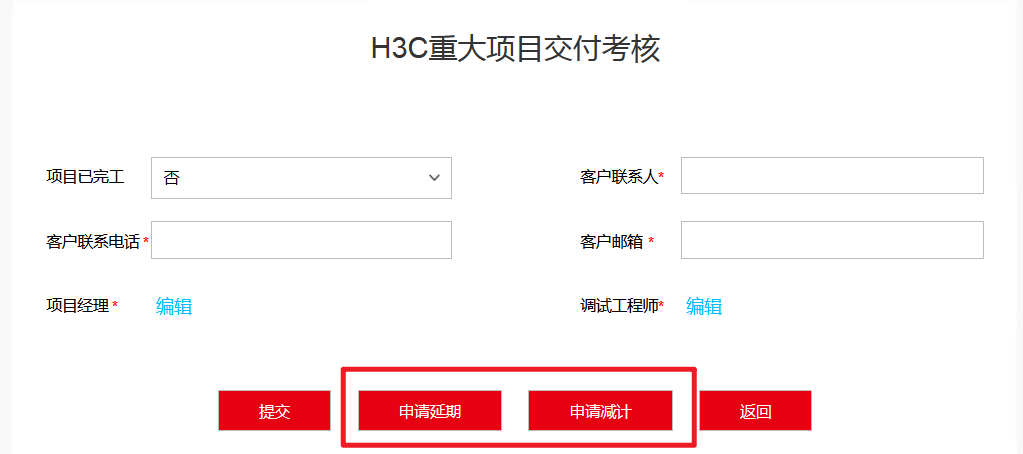 H3C重大项目交付考核
项目已完工 否 客户联系人*
客户联系电话 * 客户邮箱 *
项目经理 * 编辑 调试工程师* 编辑
提交 申请延期 申请减计 返回